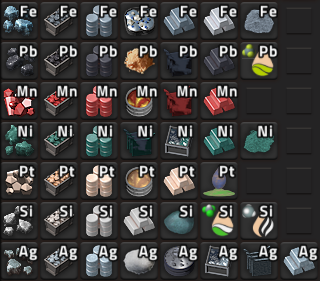 Fe Fe Fe Fe Fe Fe Fe
Pb Pb Pb Pb Pb Pb Pb
Mn Mn Mn Mn Mn Mn
Ni Ni Ni Ni Ni Ni Ni
Pt Pt Pt Pt Pt Pt
Si Si Si Si Si Si Si
Ag Ag Ag Ag Ag Ag Ag Ag